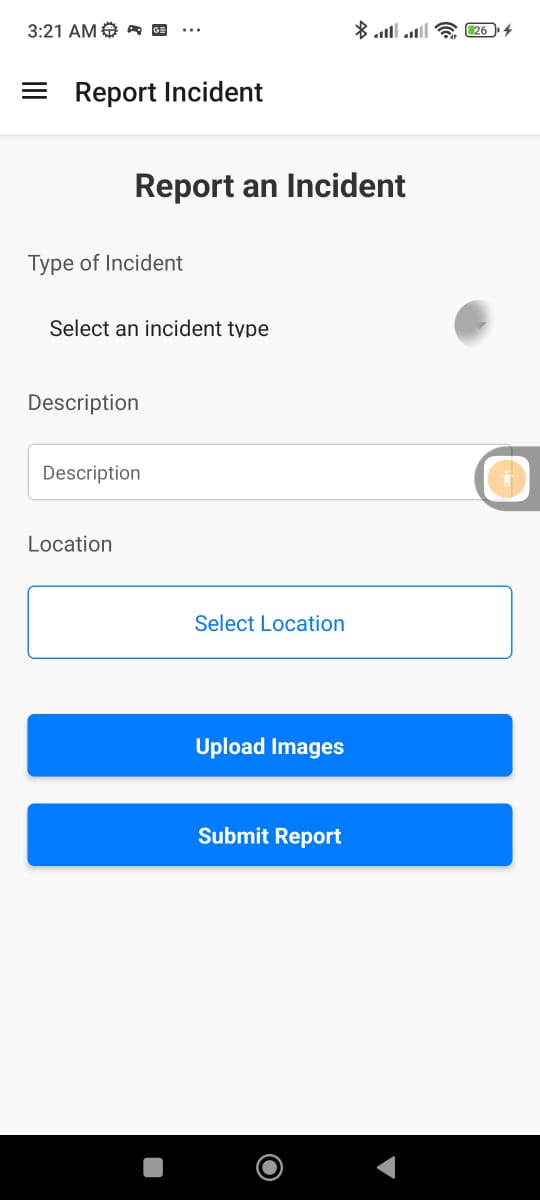 3:21 AM
26
Report Incident
Report an Incident
Type of Incident
Select an incident type
Description
Description
Location
Select Location
Upload Images
Submit Report